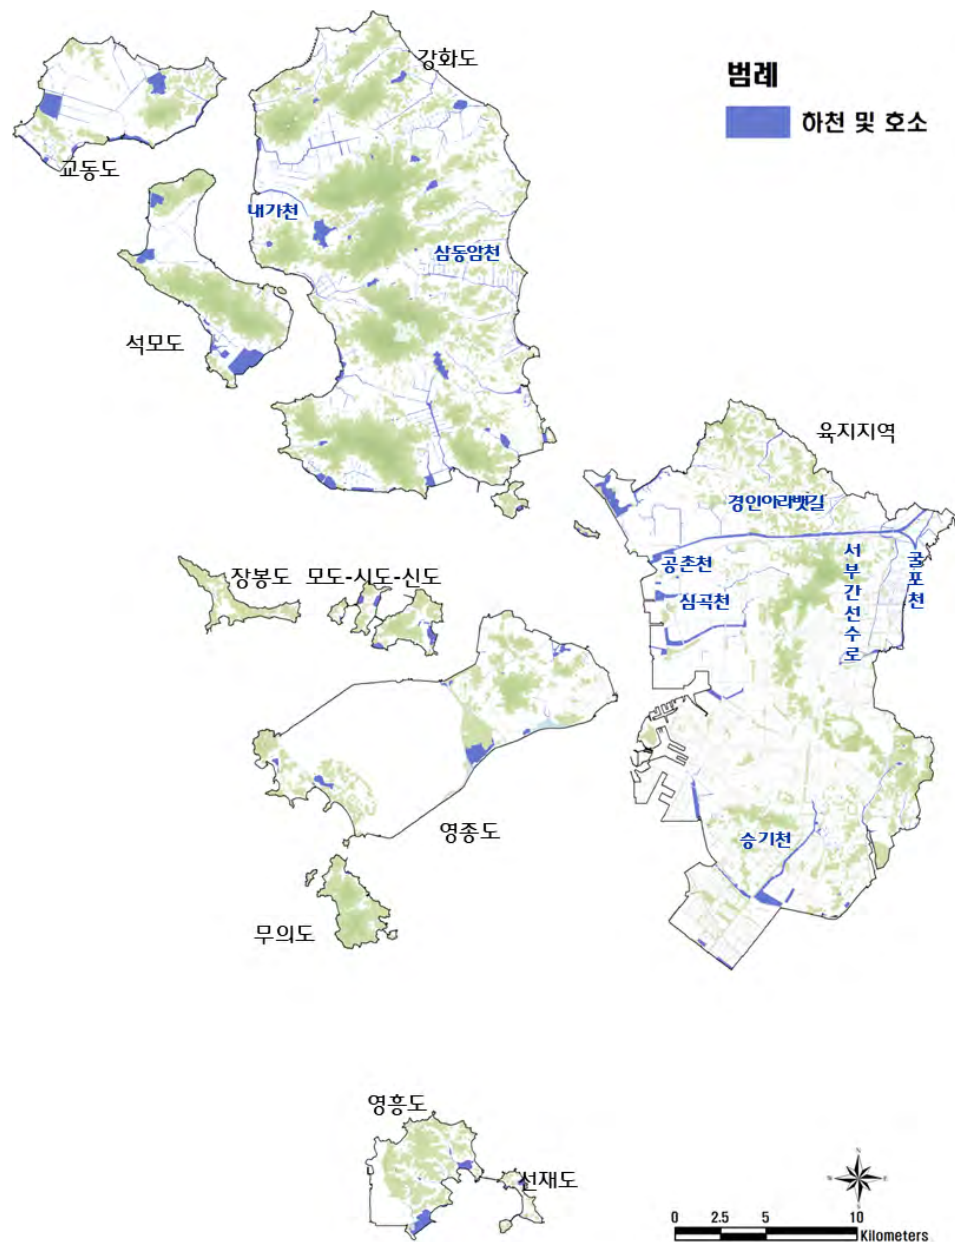 강화도
범례
하천 및 호소
교동도
내가천
삼동암천
석모도
육지지역
경인아라뱃길
공촌천
심곡천
서부간선수로
굴포천
장봉도
모도-시도-신도
영종도
승기천
무의도
영흥도
선재도
N
W
E
S
0 2.5 5 10
Kilometers